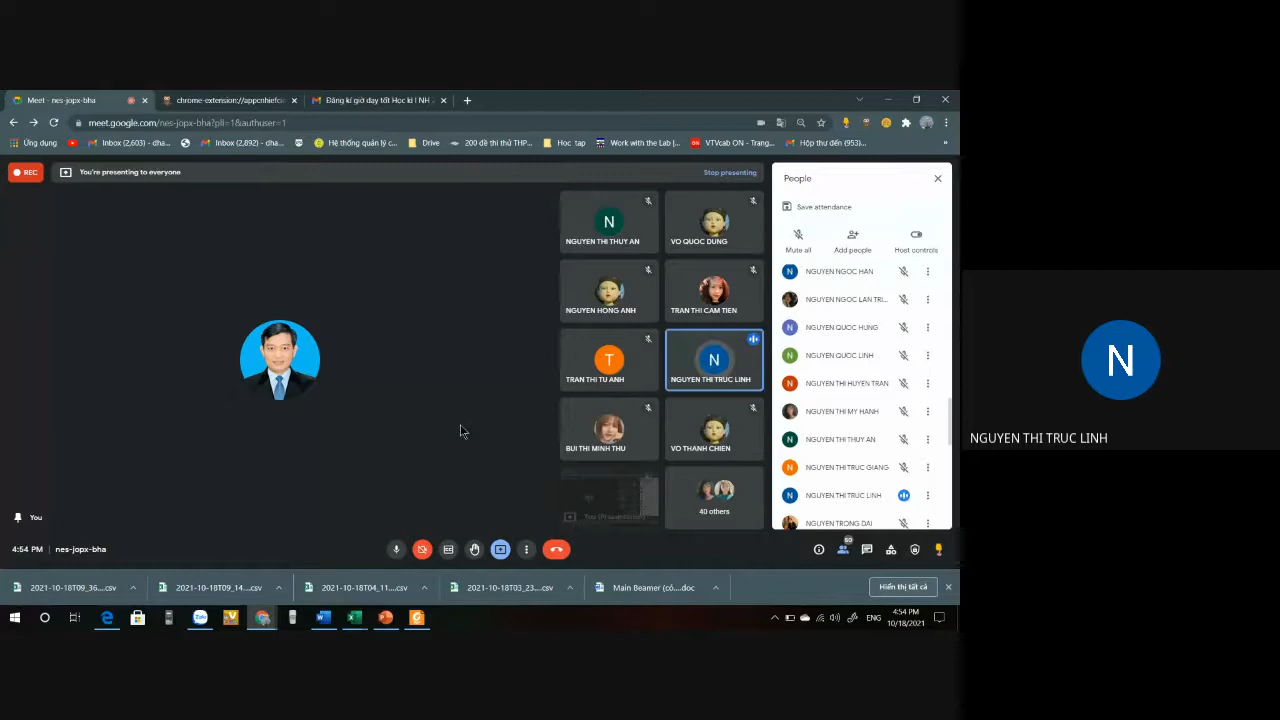 Meet - nes-jopx-bha
chrome-extension://appcnhiefcii
Đăng kí giờ dạy tốt Học kì I NH
meet.google.com/nes-jopx-bha?pli=1&authuser=1
Ứng dụng
Inbox (2,603) - dha...
Inbox (2,892) - dha...
Hệ thống quản lý c...
Drive
200 đề thi thử THP...
Hoc tap
Work with the Lab |...
ON
VTVcab ON - Trang...
Hộp thư đến (953)...
»
REC
You're presenting to everyone
Stop presenting
N
NGUYEN THI THUY AN
VO QUOC DUNG
NGUYEN HONG ANH
TRAN THI CAM TIEN
T
TRAN THI TU ANH
N
NGUYEN THI TRUC LINH
BUI THI MINH THU
VO THANH CHIEN
You (Presentation)
40 others
People
Save attendance
Mute all
Add people
Host controls
N
NGUYEN NGOC HAN
NGUYEN NGOC LAN TRI...
N
NGUYEN QUOC HUNG
N
NGUYEN QUOC LINH
N
NGUYEN THI HUYEN TRAN
NGUYEN THI MY HANH
N
NGUYEN THI THUY AN
N
NGUYEN THI TRUC GIANG
N
NGUYEN THI TRUC LINH
NGUYEN TRONG DAI
N
NGUYEN THI TRUC LINH
You
4:54 PM | nes-jopx-bha
50
2021-10-18T09_36....csv
2021-10-18T09_14....csv
2021-10-18T04_11....csv
2021-10-18T03_23....csv
Main Beamer (có....doc
Hiển thị tất cả
Zalo
ENG
4:54 PM
10/18/2021